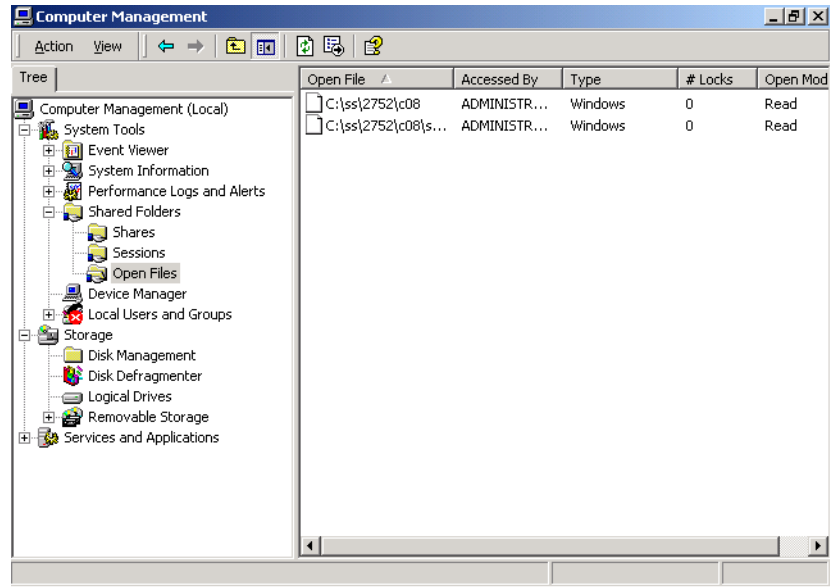 Computer Management
Action View
Tree
Computer Management (Local)
System Tools
Event Viewer
System Information
Performance Logs and Alerts
Shared Folders
Shares
Sessions
Open Files
Device Manager
Local Users and Groups
Storage
Disk Management
Disk Defragmenter
Logical Drives
Removable Storage
Services and Applications
Open File Accessed By Type # Locks Open Mod
C:\ss\2752\c08 ADMINISTR... Windows 0 Read
C:\ss\2752\c08\s... ADMINISTR... Windows 0 Read